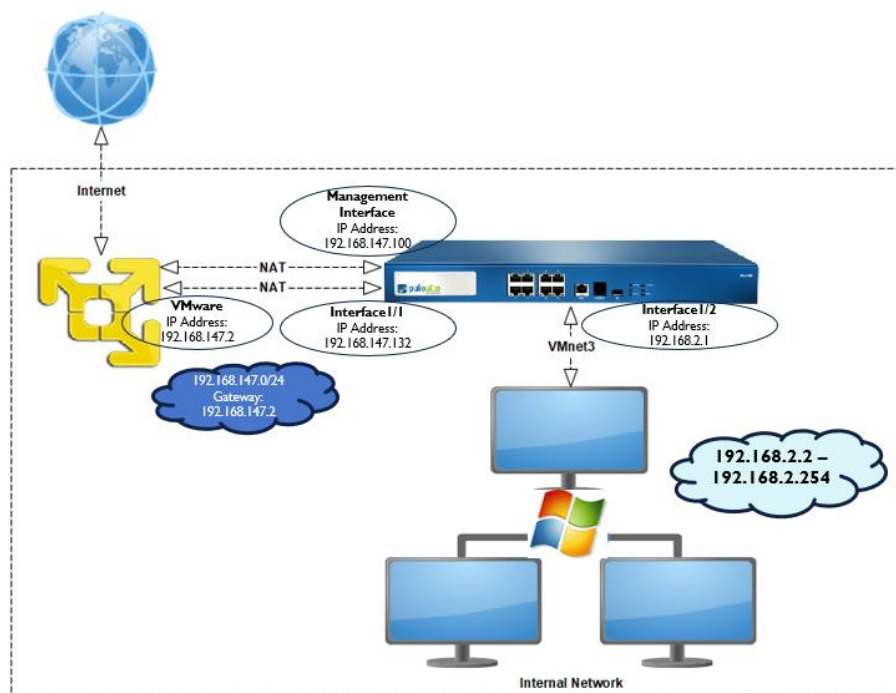 Internet
Management
Interface
IP Address:
192.168.147.100
NAT
NAT
paloalto
VMware
IP Address:
192.168.147.2
Interface1/1
IP Address:
192.168.147.132
Interface1/2
IP Address:
192.168.2.1
VMnet3
192.168.147.0/24
Gateway:
192.168.147.2
192.168.2.2 –
192.168.2.254
Internal Network